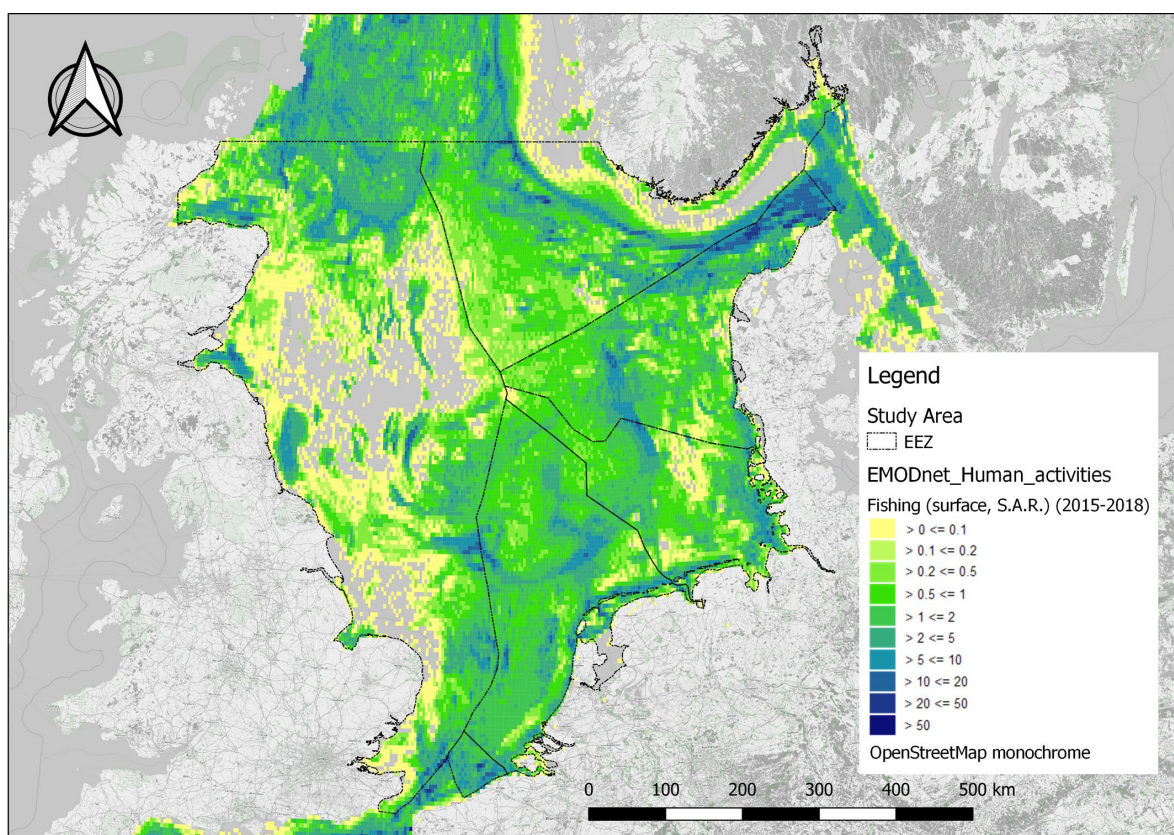 Legend
Study Area
EEZ
EMODnet_Human_activities
Fishing (surface, S.A.R.) (2015-2018)
> 0 <= 0.1
> 0.1 <= 0.2
> 0.2 <= 0.5
> 0.5 <= 1
> 1 <= 2
> 2 <= 5
> 5 <= 10
> 10 <= 20
> 20 <= 50
> 50
OpenStreetMap monochrome
0 100 200 300 400 500 km